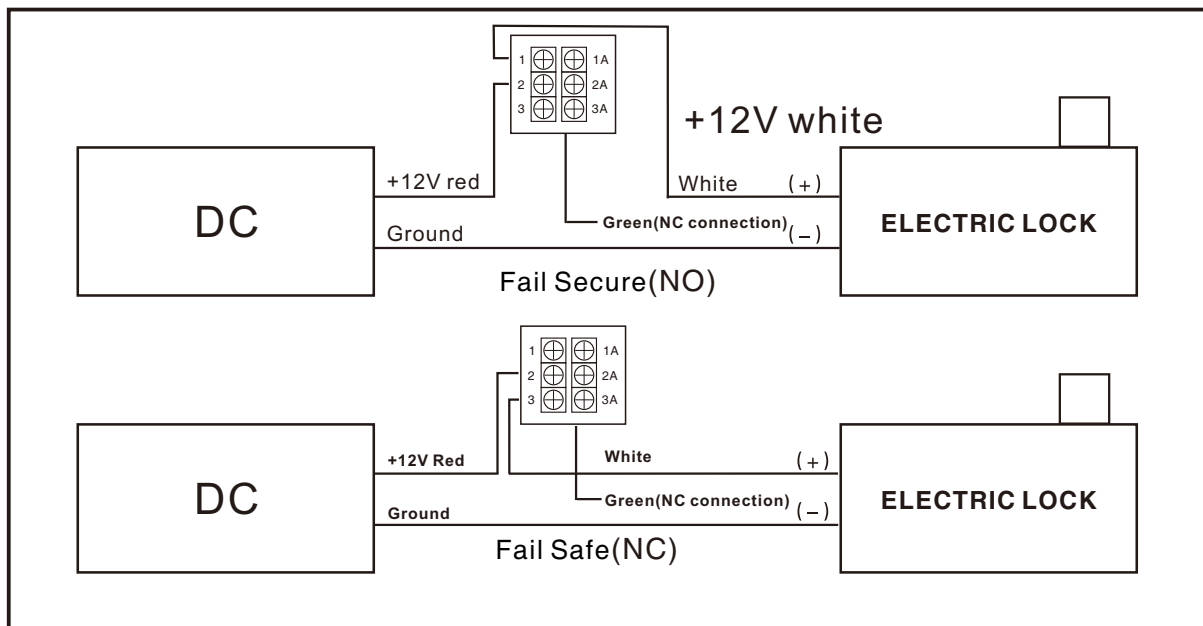 1 1A
2 2A
3 3A
+12V white
+12V red
White (+)
DC
Green(NC connection) (-)
ELECTRIC LOCK
Ground
Fail Secure(NO)
1 1A
2 2A
3 3A
+12V Red
White (+)
DC
Green(NC connection) (-)
ELECTRIC LOCK
Ground
Fail Safe(NC)